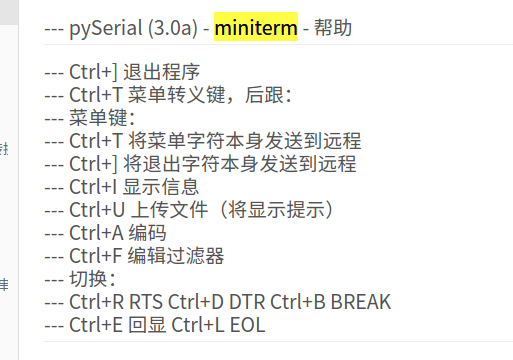 --- pySerial (3.0a) - miniterm - 帮助
--- Ctrl+] 退出程序
--- Ctrl+T 菜单转义键，后跟：
--- 菜单键：
--- Ctrl+T 将菜单字符本身发送到远程
--- Ctrl+] 将退出字符本身发送到远程
--- Ctrl+I 显示信息
--- Ctrl+U 上传文件（将显示提示）
--- Ctrl+A 编码
--- Ctrl+F 编辑过滤器
--- 切换：
--- Ctrl+R RTS Ctrl+D DTR Ctrl+B BREAK
--- Ctrl+E 回显 Ctrl+L EOL